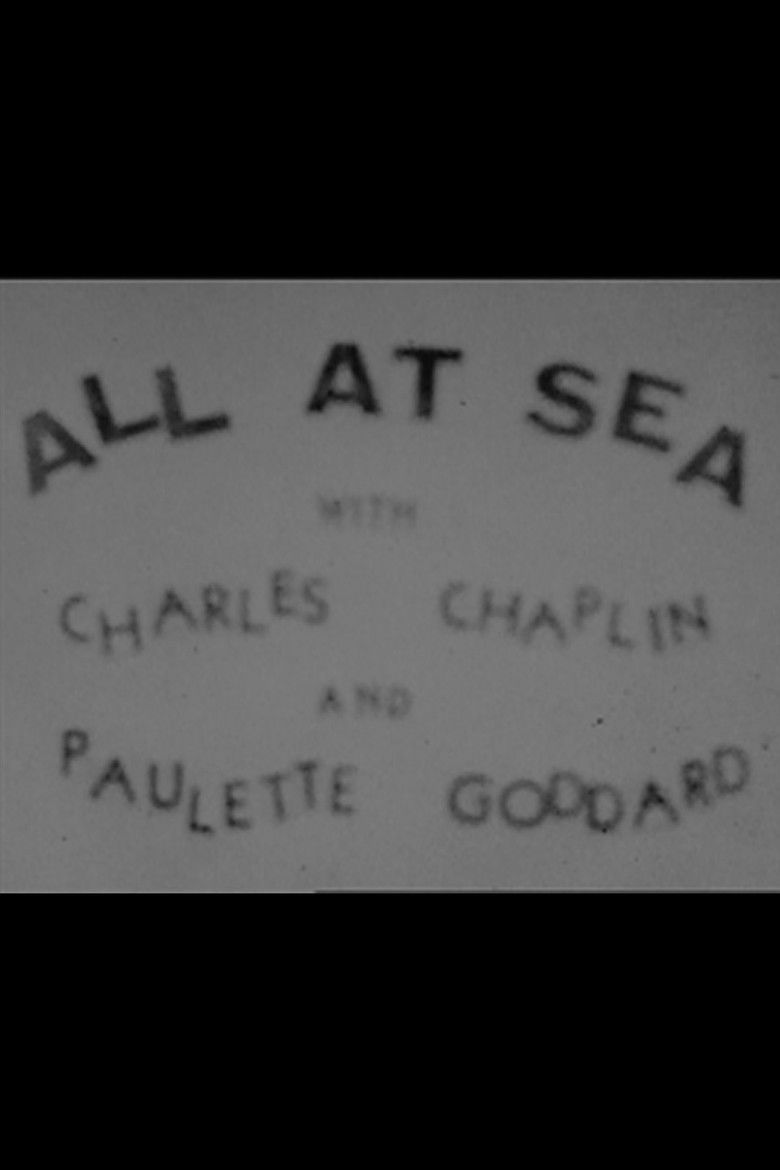 ALL AT SEA
WITH
CHARLES CHAPLIN
AND
PAULETTE GODDARD